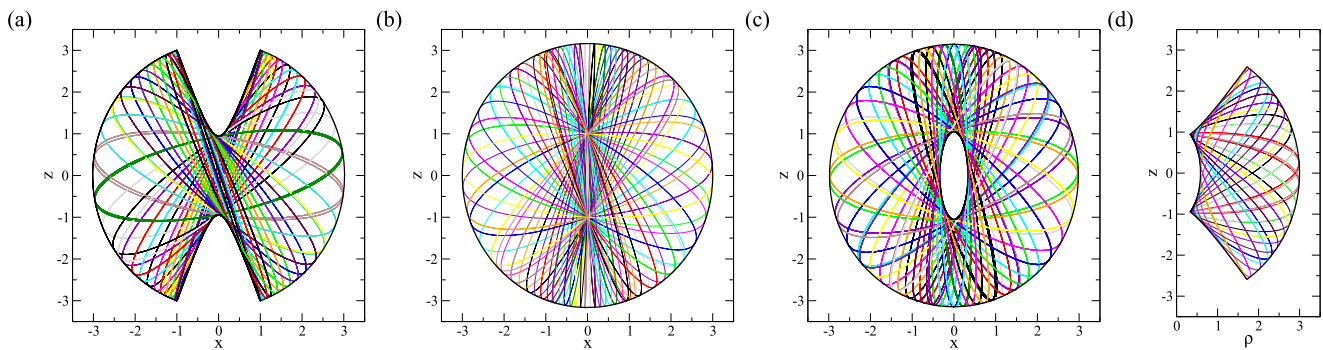 (a) (b) (c) (d)
3 3 3 3
2 2 2 2
1 1 1 1
z 0 z 0 z 0 z 0
-1 -1 -1 -1
-2 -2 -2 -2
-3 -3 -3 -3
-3 -2 -1 0 1 2 3 -3 -2 -1 0 1 2 3 -3 -2 -1 0 1 2 3 0 1 2 3
x x x ρ